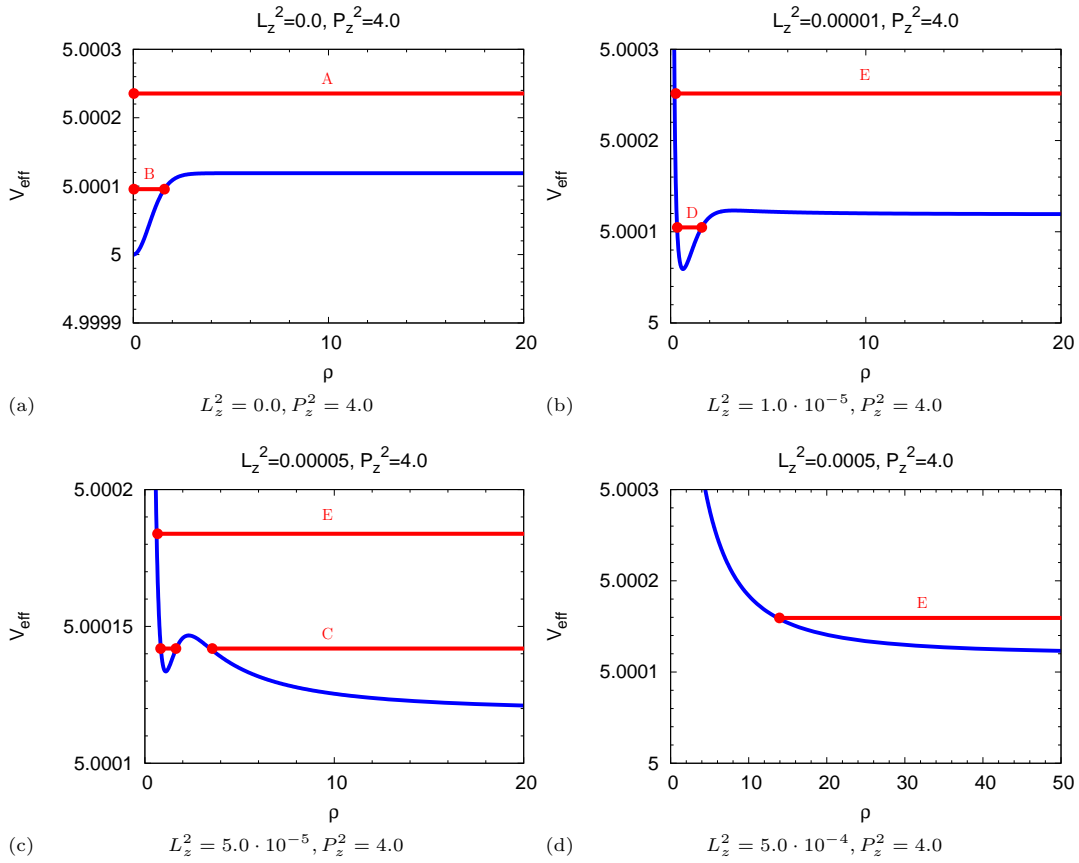 L_z^2=0.0, P_z^2=4.0
5.0003
5.0002
5.0001
5
4.9999
V_eff
A
B
0 10 20
ρ
(a) L_z^2 = 0.0, P_z^2 = 4.0
L_z^2=0.00001, P_z^2=4.0
5.0003
5.0002
5.0001
5
V_eff
E
D
0 10 20
ρ
(b) L_z^2 = 1.0 · 10^−5, P_z^2 = 4.0
L_z^2=0.00005, P_z^2=4.0
5.0002
5.00015
5.0001
V_eff
E
C
0 10 20
ρ
(c) L_z^2 = 5.0 · 10^−5, P_z^2 = 4.0
L_z^2=0.0005, P_z^2=4.0
5.0003
5.0002
5.0001
5
V_eff
E
0 10 20 30 40 50
ρ
(d) L_z^2 = 5.0 · 10^−4, P_z^2 = 4.0